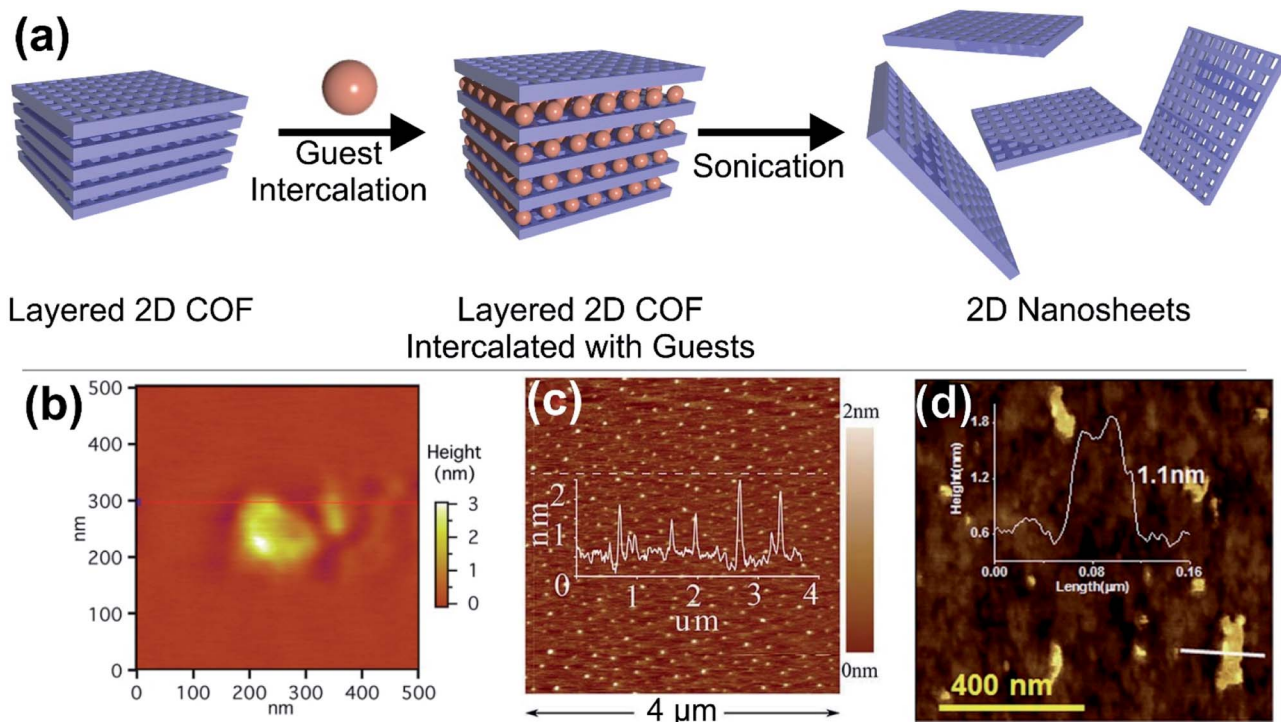 (a)
Guest
Intercalation
Sonication
Layered 2D COF
Layered 2D COF
Intercalated with Guests
2D Nanosheets
(b)
500
400
300
200
100
0
nm
0
100
200
300
400
500
nm
Height
(nm)
3
2
1
0
(c)
2nm
0nm
nm
2
1
0
1
2
3
4
um
4 μm
(d)
Height(nm)
1.8
1.2
0.6
1.1nm
0.00
0.08
0.16
Length(μm)
400 nm